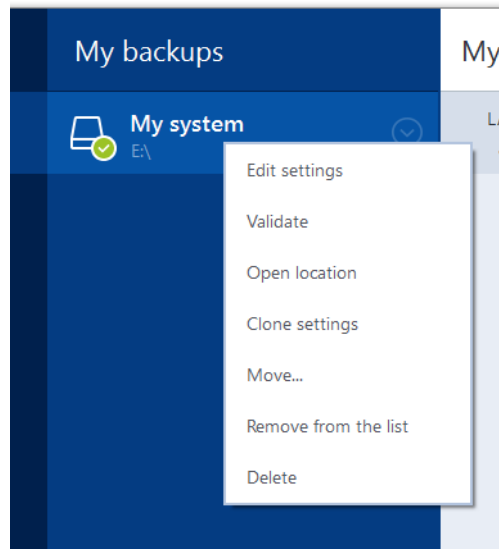 My backups
My
My system
E:\
Edit settings
Validate
Open location
Clone settings
Move...
Remove from the list
Delete